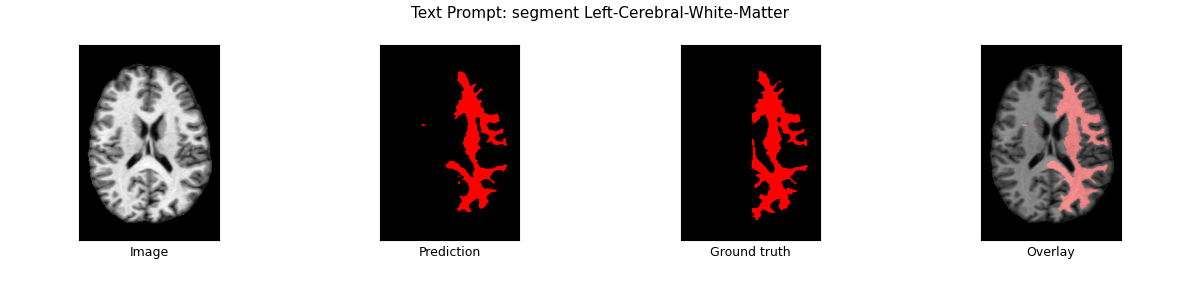 Text Prompt: segment Left-Cerebral-White-Matter
Image
Prediction
Ground truth
Overlay